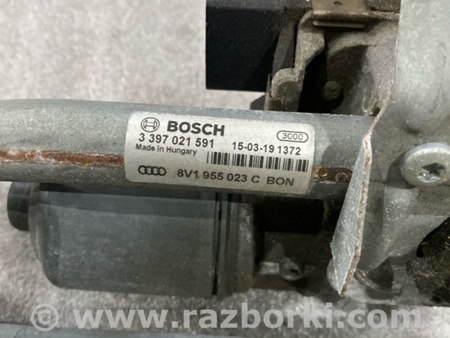 BOSCH
3000
3 397 021 591 15-03-19 1372
Made in Hungary
8V1 955 023 C BON
www.razborki.com